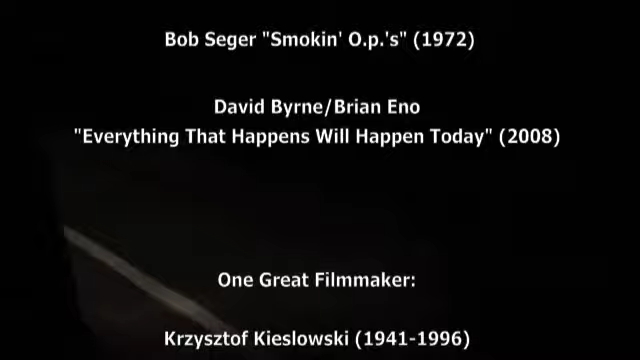 Bob Seger "Smokin' O.p.'s" (1972)
David Byrne/Brian Eno
"Everything That Happens Will Happen Today" (2008)
One Great Filmmaker:
Krzysztof Kieslowski (1941-1996)